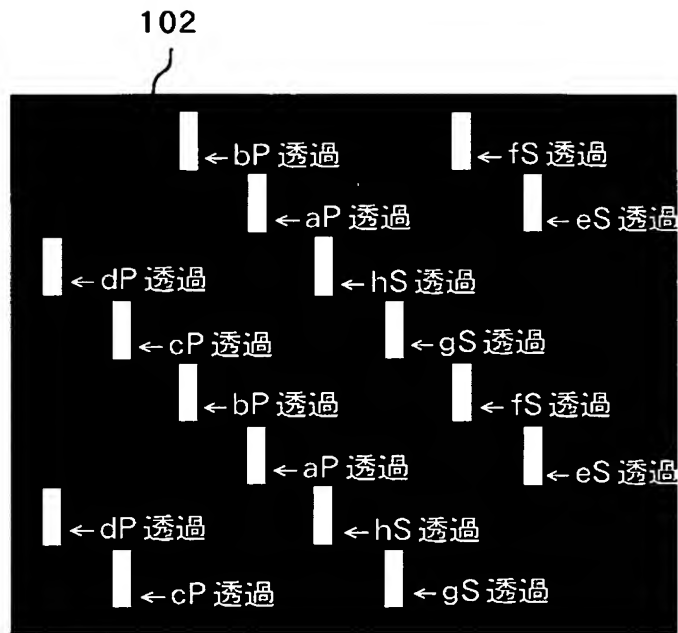 102
←bP 透過 ←fS 透過
←aP 透過 ←eS 透過
←dP 透過 ←hS 透過
←cP 透過 ←gS 透過
←bP 透過 ←fS 透過
←aP 透過 ←eS 透過
←dP 透過 ←hS 透過
←cP 透過 ←gS 透過